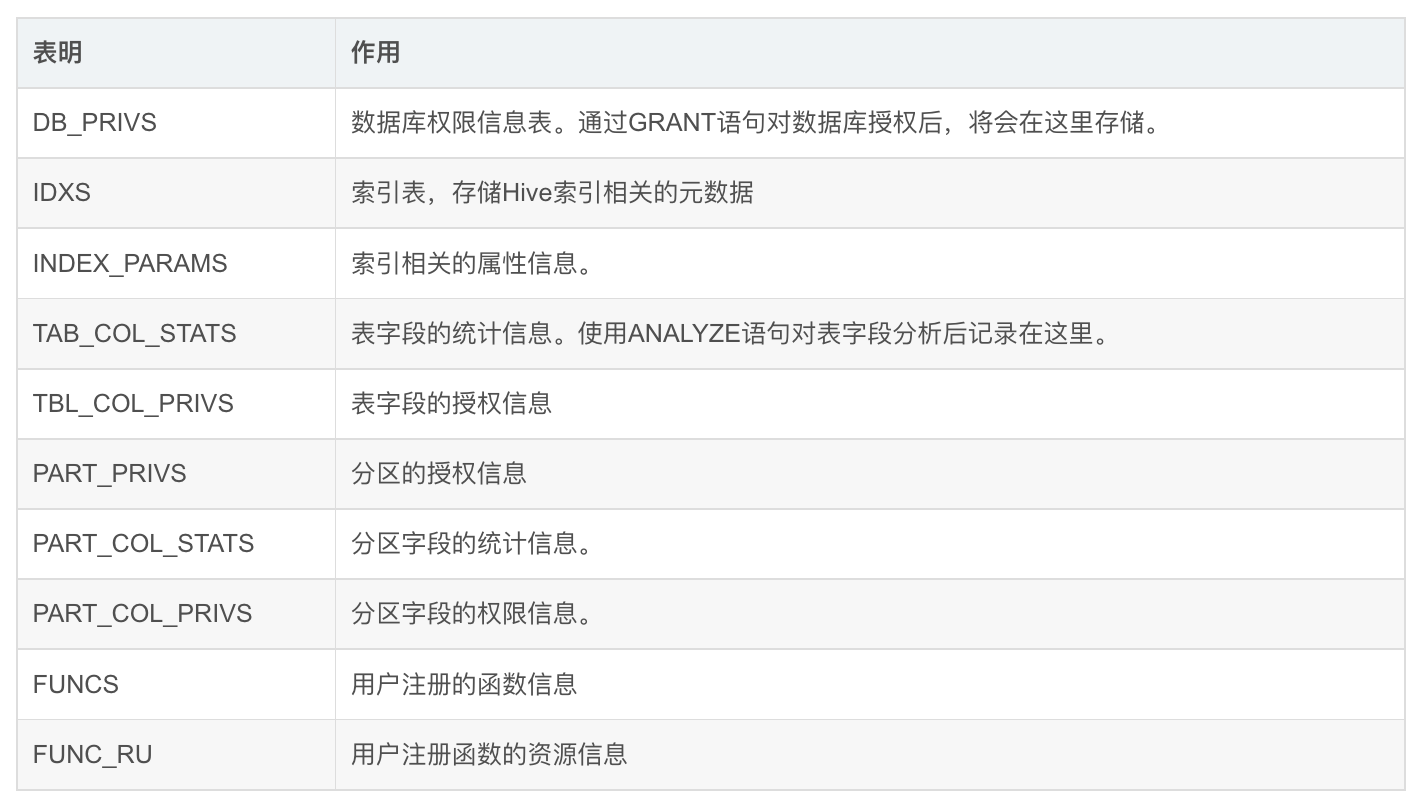 表明 作用
DB_PRIVS 数据库权限信息表。通过GRANT语句对数据库授权后，将会在这里存储。
IDXS 索引表，存储Hive索引相关的元数据
INDEX_PARAMS 索引相关的属性信息。
TAB_COL_STATS 表字段的统计信息。使用ANALYZE语句对表字段分析后记录在这里。
TBL_COL_PRIVS 表字段的授权信息
PART_PRIVS 分区的授权信息
PART_COL_STATS 分区字段的统计信息。
PART_COL_PRIVS 分区字段的权限信息。
FUNCS 用户注册的函数信息
FUNC_RU 用户注册函数的资源信息